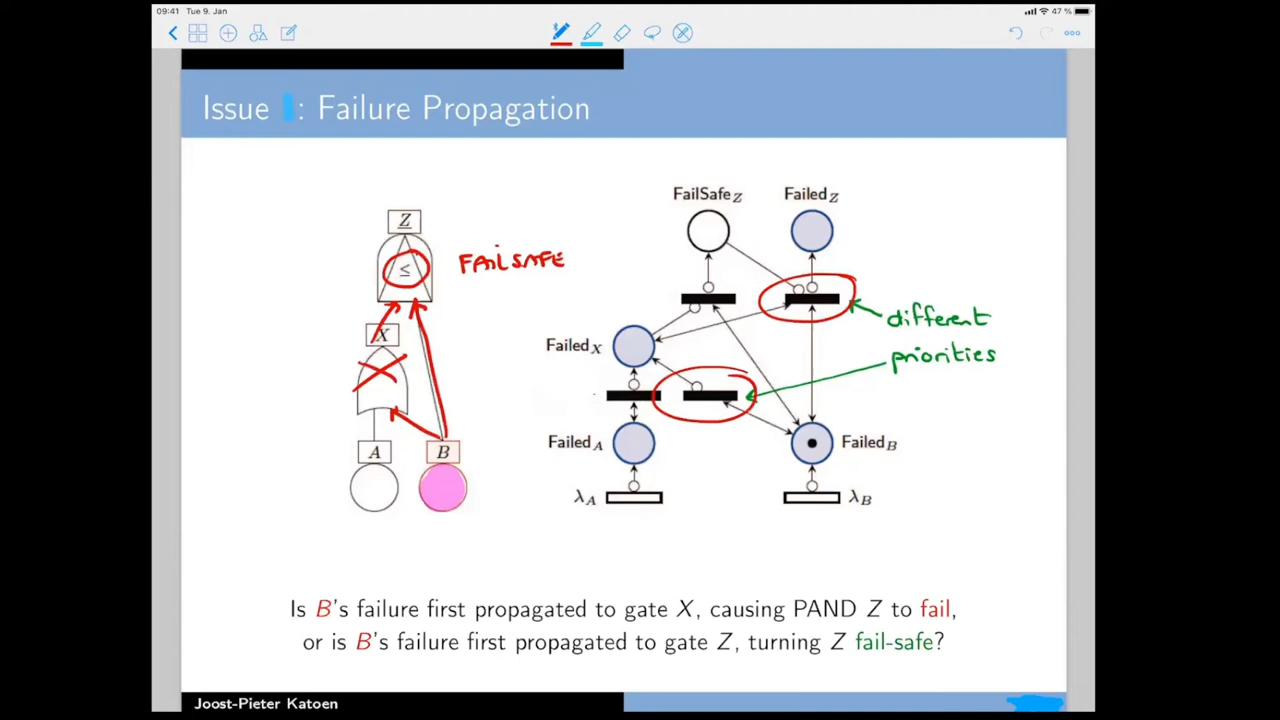 09:41 Tue 9. Jan
47 %
Issue : Failure Propagation
FailSafe_Z Failed_Z
Z
≤
FAILSAFE
different
priorities
X
Failed_X
A B
Failed_A Failed_B
λ_A λ_B
Is B's failure first propagated to gate X, causing PAND Z to fail,
or is B's failure first propagated to gate Z, turning Z fail-safe?
Joost-Pieter Katoen